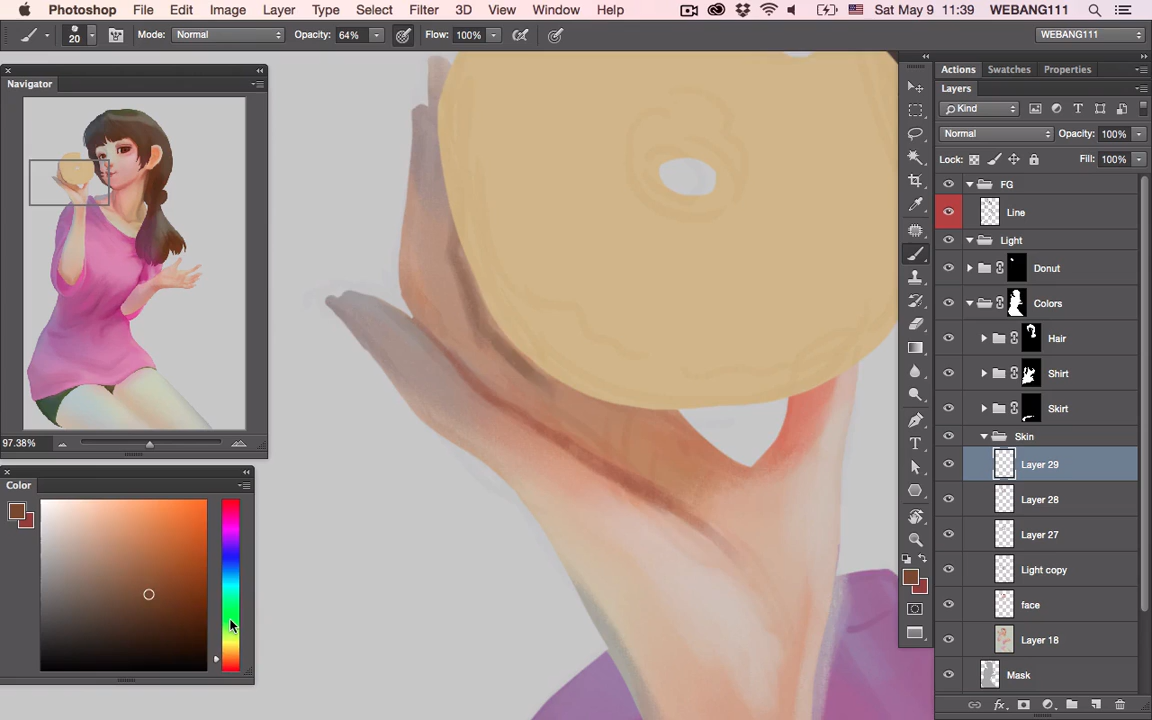 Photoshop File Edit Image Layer Type Select Filter 3D View Window Help Sat May 9 11:39 WEBANG111
20 Mode: Normal Opacity: 64% Flow: 100% WEBANG111
Navigator
97.38%
Color
Actions Swatches Properties
Layers
Kind
Normal Opacity: 100%
Lock: Fill: 100%
FG
Line
Light
Donut
Colors
Hair
Shirt
Skirt
Skin
Layer 29
Layer 28
Layer 27
Light copy
face
Layer 18
Mask
fx